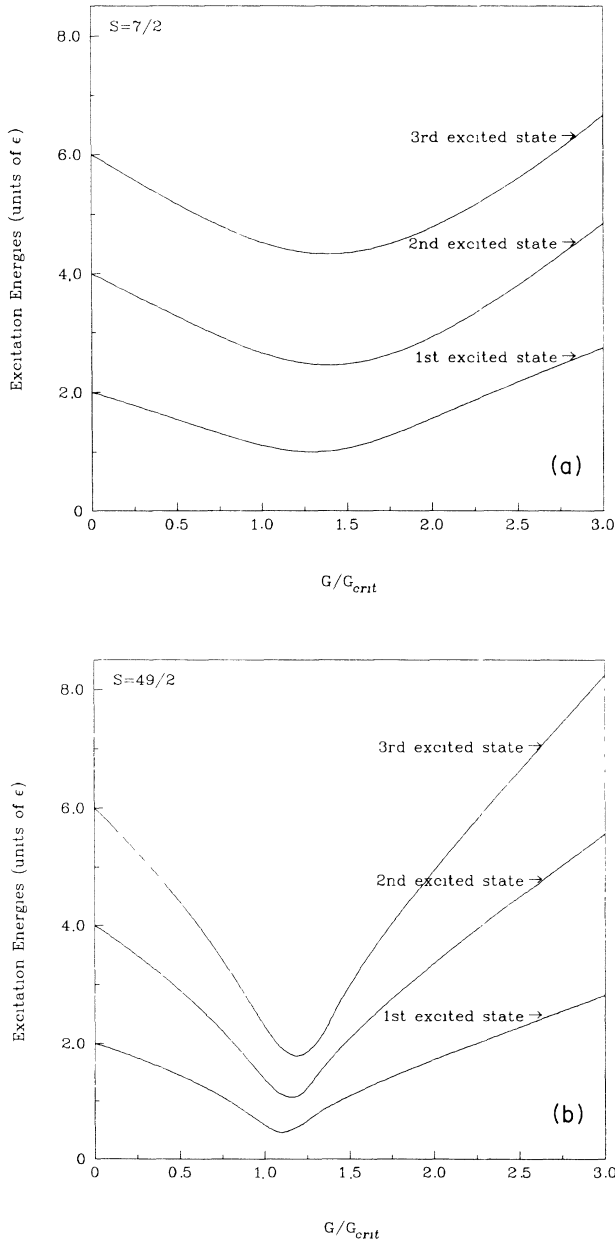 8.0
S=7/2
3rd excited state →
6.0
2nd excited state →
4.0
1st excited state →
2.0
(a)
0
0 0.5 1.0 1.5 2.0 2.5 3.0
Excitation Energies (units of ϵ)
G/G_crit
8.0
S=49/2
3rd excited state →
6.0
2nd excited state →
4.0
1st excited state →
2.0
(b)
0
0 0.5 1.0 1.5 2.0 2.5 3.0
Excitation Energies (units of ϵ)
G/G_crit